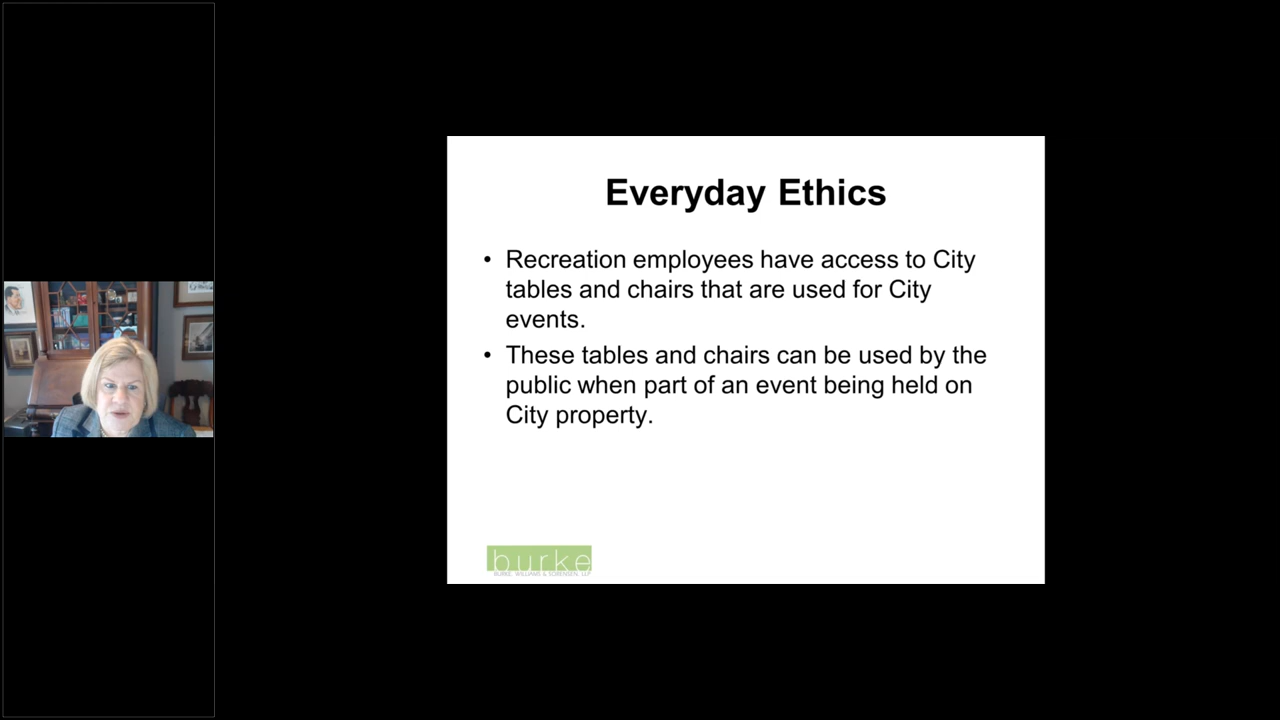 Everyday Ethics
• Recreation employees have access to City
tables and chairs that are used for City
events.
• These tables and chairs can be used by the
public when part of an event being held on
City property.
burke
BURKE, WILLIAMS & SORENSEN, LLP